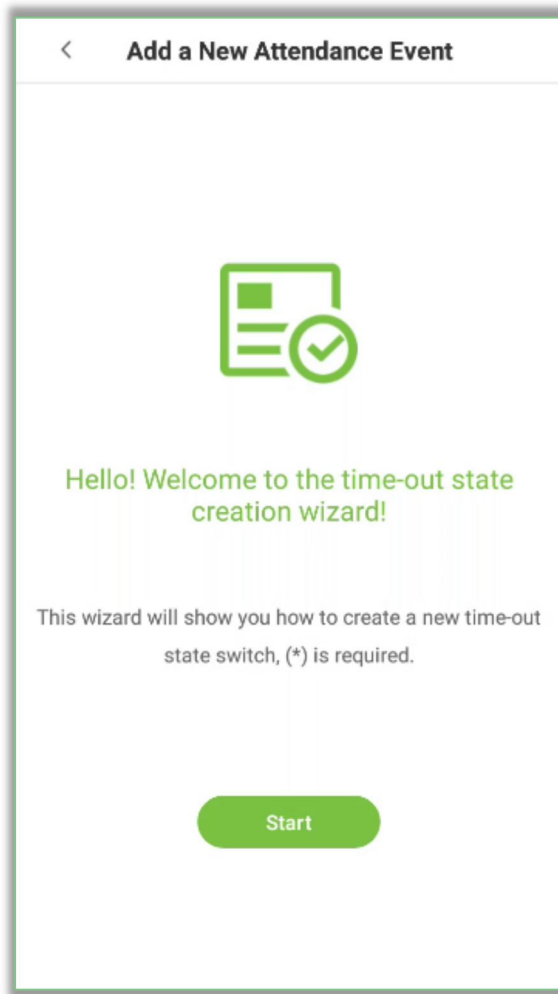 Add a New Attendance Event
Hello! Welcome to the time-out state
creation wizard!
This wizard will show you how to create a new time-out
state switch, (*) is required.
Start